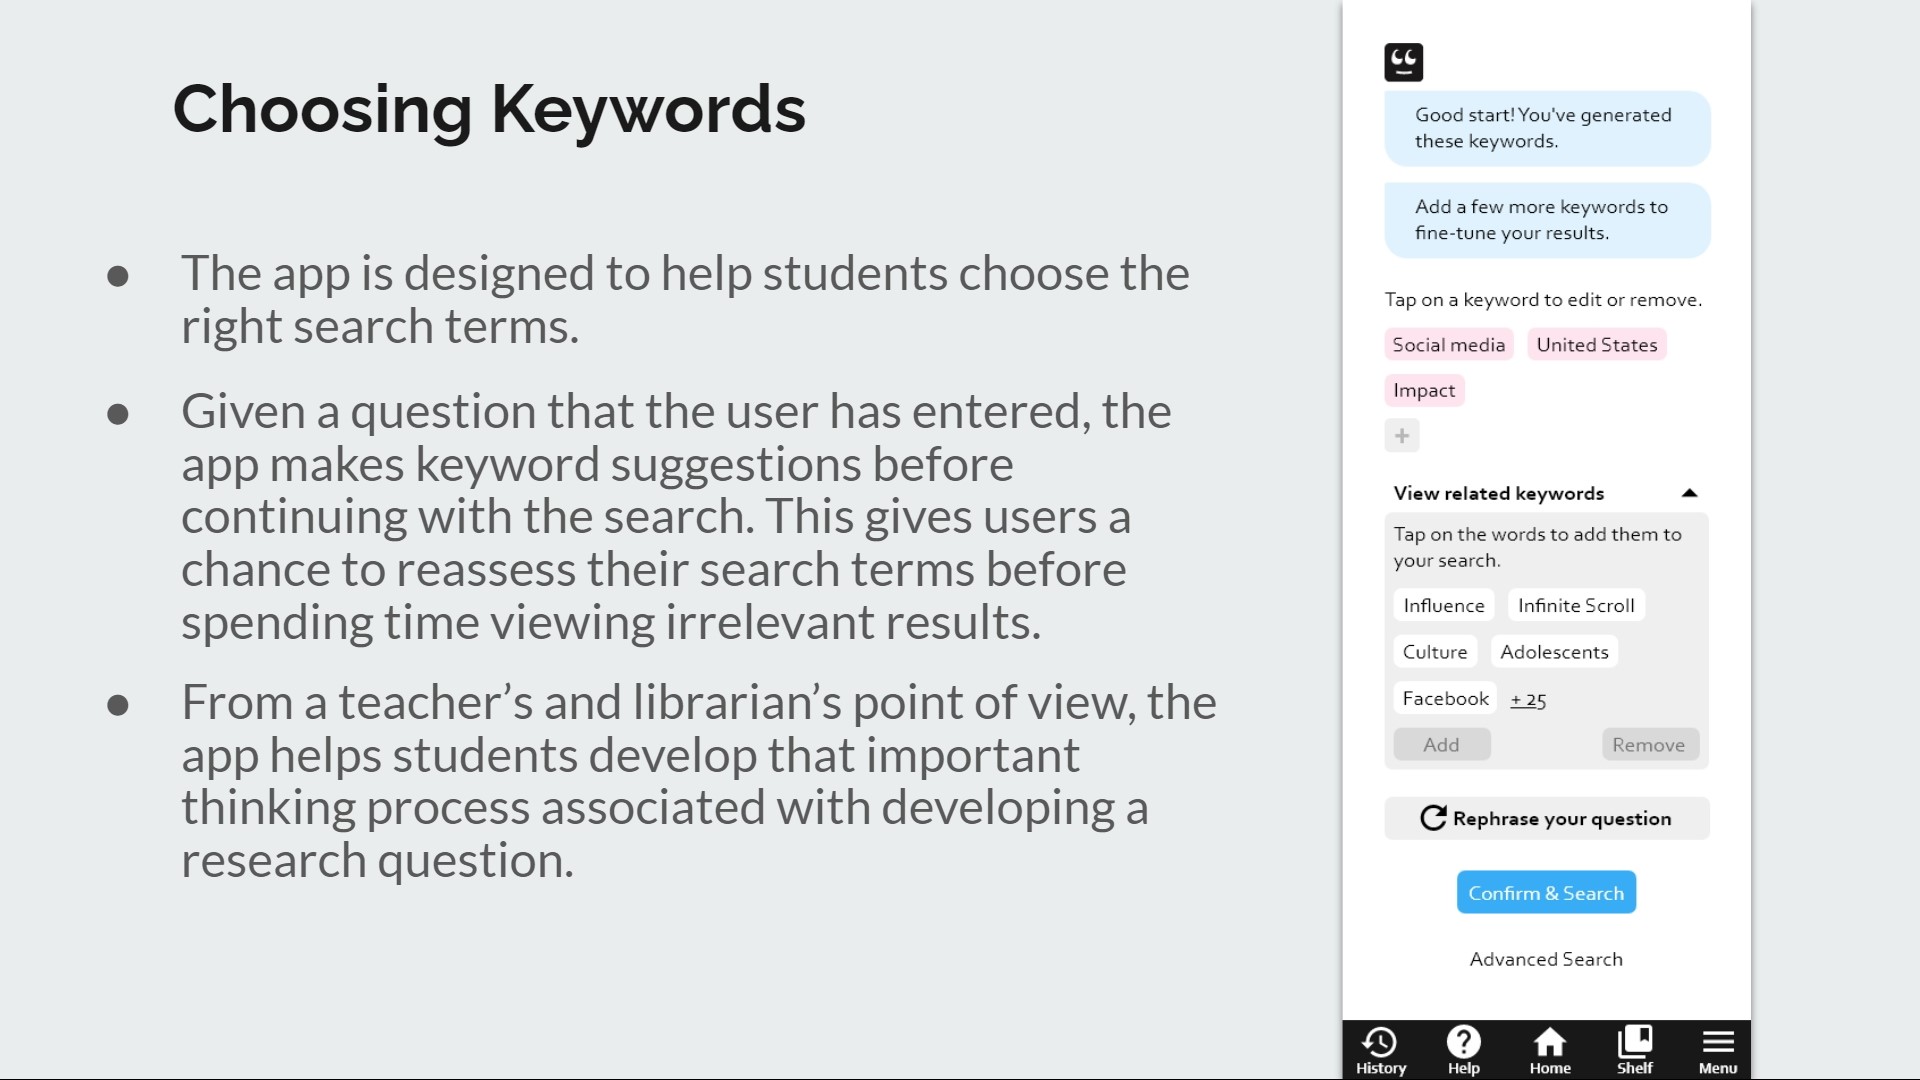 Choosing Keywords
● The app is designed to help students choose the
right search terms.
● Given a question that the user has entered, the
app makes keyword suggestions before
continuing with the search. This gives users a
chance to reassess their search terms before
spending time viewing irrelevant results.
● From a teacher’s and librarian’s point of view, the
app helps students develop that important
thinking process associated with developing a
research question.
Good start! You've generated
these keywords.
Add a few more keywords to
fine-tune your results.
Tap on a keyword to edit or remove.
Social media United States
Impact
+
View related keywords
Tap on the words to add them to
your search.
Influence Infinite Scroll
Culture Adolescents
Facebook + 25
Add Remove
Rephrase your question
Confirm & Search
Advanced Search
History Help Home Shelf Menu